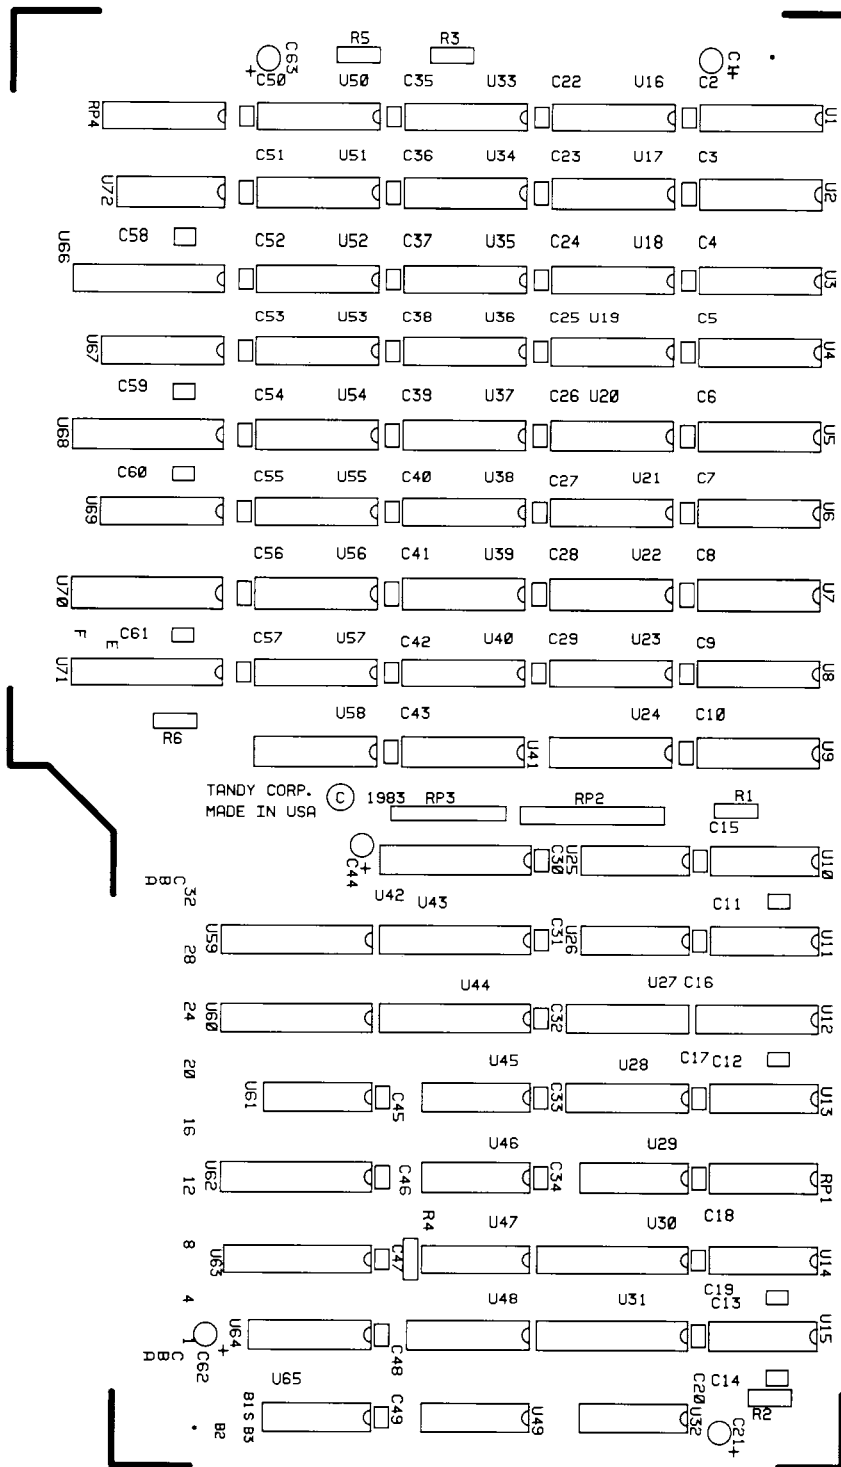 C63 R5 R3 C1
+ +
C50 U50 C35 U33 C22 U16 C2
RP4 U1
C51 U51 C36 U34 C23 U17 C3
U72 U2
C58 C52 U52 C37 U35 C24 U18 C4
U66 U3
C53 U53 C38 U36 C25 U19 C5
U67 U4
C59 C54 U54 C39 U37 C26 U20 C6
U68 U5
C60 C55 U55 C40 U38 C27 U21 C7
U69 U6
C56 U56 C41 U39 C28 U22 C8
U70 U7
F E C61 C57 U57 C42 U40 C29 U23 C9
U71 U8
R6 U58 C43 U24 C10
U41 U9
TANDY CORP. C 1983 RP3 RP2 R1
MADE IN USA
C15
C44 + C30 U25 U10
A B C 32 U42 U43 C11
U59 C31 U26 U11
28
U44 U27 C16
24 U60 C32 U12
20 U45 U28 C17 C12
U61 C45 C33 U13
16
U46 U29
12 U62 C46 C34 RP1
R4 U47 U30 C18
8 U63 C47 U14
C19
4 U48 U31 C13
1 C62 + U64 C48 U15
A B C
U65 C20 C14
R2
B1 S B3 C49 U49 U32 C21 +
B2